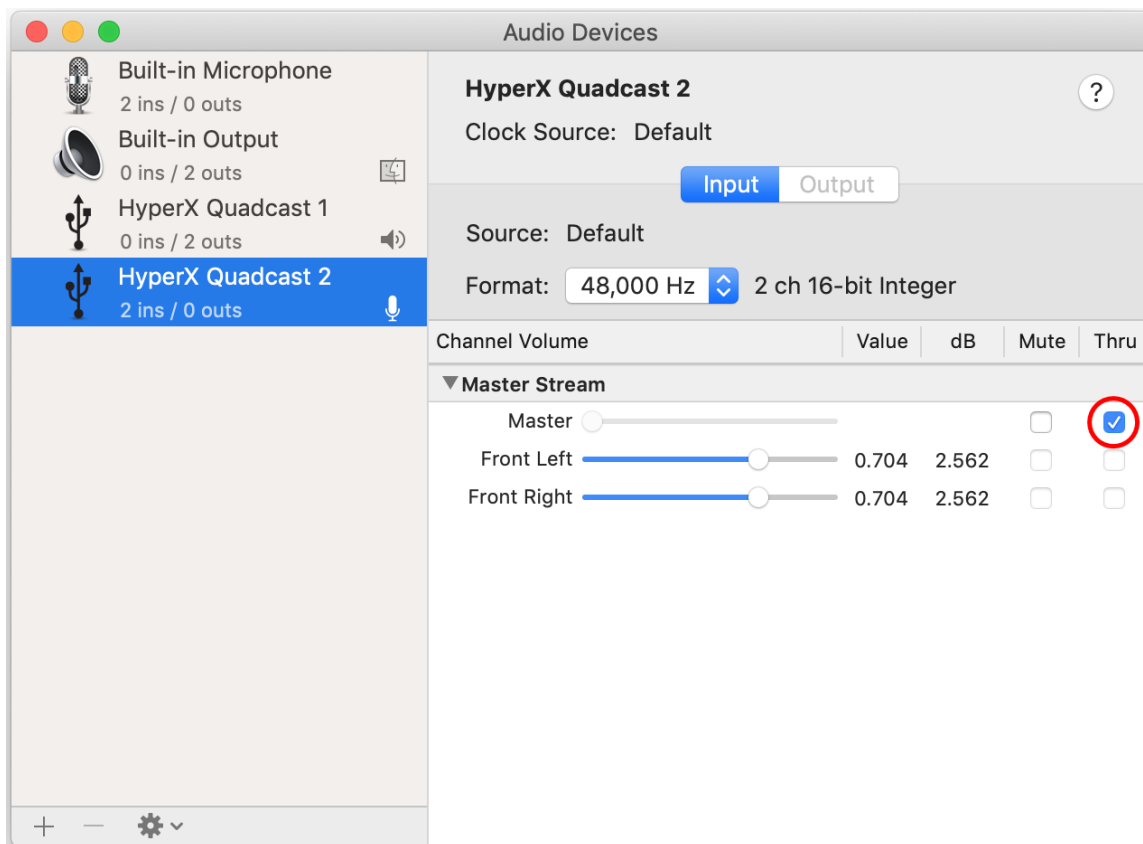 Audio Devices
Built-in Microphone
2 ins / 0 outs
Built-in Output
0 ins / 2 outs
HyperX Quadcast 1
0 ins / 2 outs
HyperX Quadcast 2
2 ins / 0 outs
HyperX Quadcast 2
?
Clock Source: Default
Input Output
Source: Default
Format: 48,000 Hz 2 ch 16-bit Integer
Channel Volume Value dB Mute Thru
Master Stream
Master
Front Left 0.704 2.562
Front Right 0.704 2.562